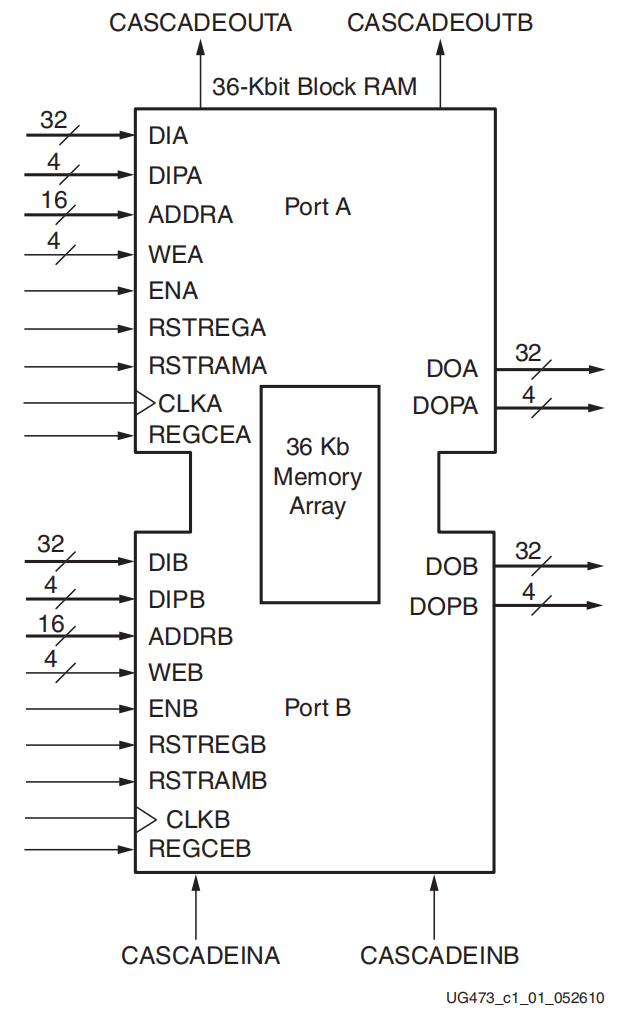 CASCADEOUTA CASCADEOUTB
36-Kbit Block RAM
32
DIA
4
DIPA
16
ADDRA
Port A
4
WEA
ENA
RSTREGA
RSTRAMA
CLKA
REGCEA
DOA
32
DOPA
4
36 Kb
Memory
Array
32
DIB
4
DIPB
16
ADDRB
4
WEB
ENB
Port B
RSTREGB
RSTRAMB
CLKB
REGCEB
DOB
32
DOPB
4
CASCADEINA CASCADEINB
UG473_c1_01_052610